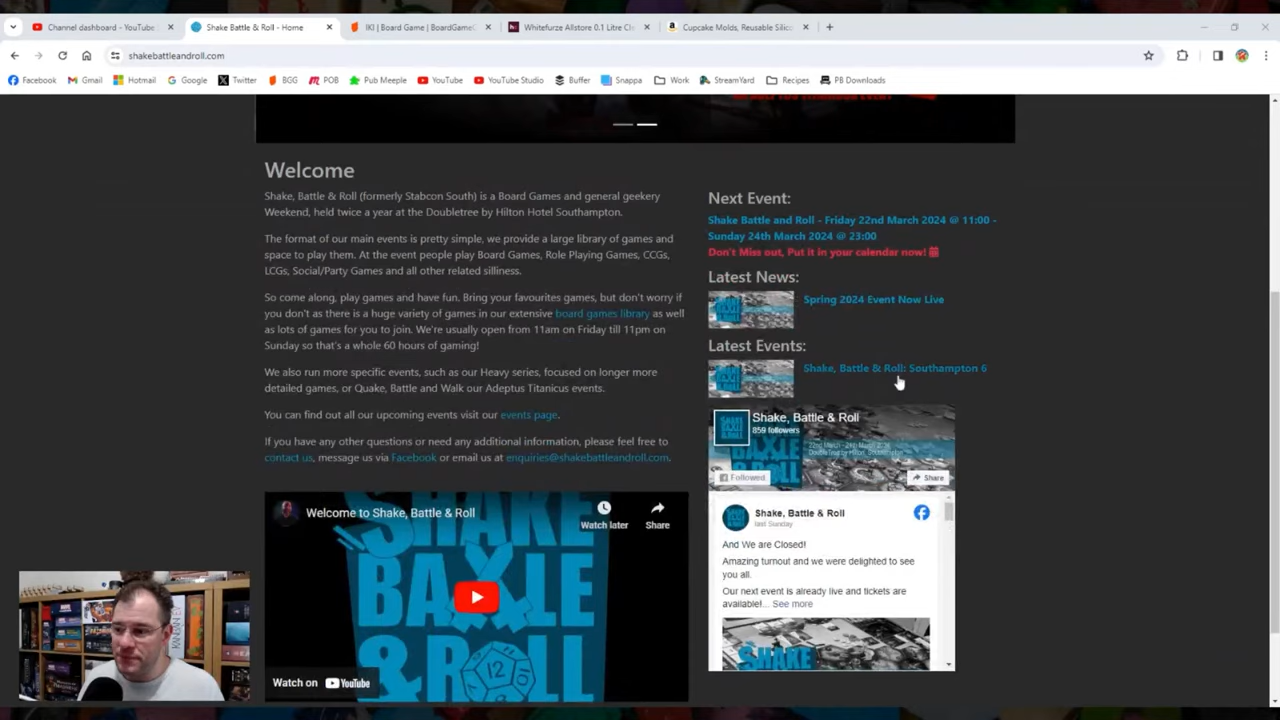 Channel dashboard - YouTube
Shake Battle & Roll - Home
IKI | Board Game | BoardGame
Whitefurze Allstore 0.1 Litre Cle
Cupcake Molds, Reusable Silico
shakebattleandroll.com
Facebook
Gmail
Hotmail
Google
Twitter
BGG
POB
Pub Meeple
YouTube
YouTube Studio
Buffer
Snappa
Work
StreamYard
Recipes
PB Downloads
Welcome
Shake, Battle & Roll (formerly Stabcon South) is a Board Games and general geekery
Weekend, held twice a year at the Doubletree by Hilton Hotel Southampton.
The format of our main events is pretty simple, we provide a large library of games and
space to play them. At the event people play Board Games, Role Playing Games, CCGs,
LCGs, Social/Party Games and all other related silliness.
So come along, play games and have fun. Bring your favourites games, but don't worry if
you don't as there is a huge variety of games in our extensive board games library as well
as lots of games for you to join. We're usually open from 11am on Friday till 11pm on
Sunday so that's a whole 60 hours of gaming!
We also run more specific events, such as our Heavy series, focused on longer more
detailed games, or Quake, Battle and Walk our Adeptus Titanicus events.
You can find out all our upcoming events visit our events page.
If you have any other questions or need any additional information, please feel free to
contact us, message us via Facebook or email us at enquiries@shakebattleandroll.com.
Welcome to Shake, Battle & Roll
Watch later
Share
SHAKE
BATTLE
& ROLL
12
Watch on YouTube
Next Event:
Shake Battle and Roll - Friday 22nd March 2024 @ 11:00 -
Sunday 24th March 2024 @ 23:00
Don't Miss out, Put it in your calendar now!
Latest News:
Spring 2024 Event Now Live
Latest Events:
Shake, Battle & Roll: Southampton 6
Shake, Battle & Roll
859 followers
Followed
Share
Shake, Battle & Roll
last Sunday
And We are Closed!
Amazing turnout and we were delighted to see
you all.
Our next event is already live and tickets are
available!... See more
SHAKE